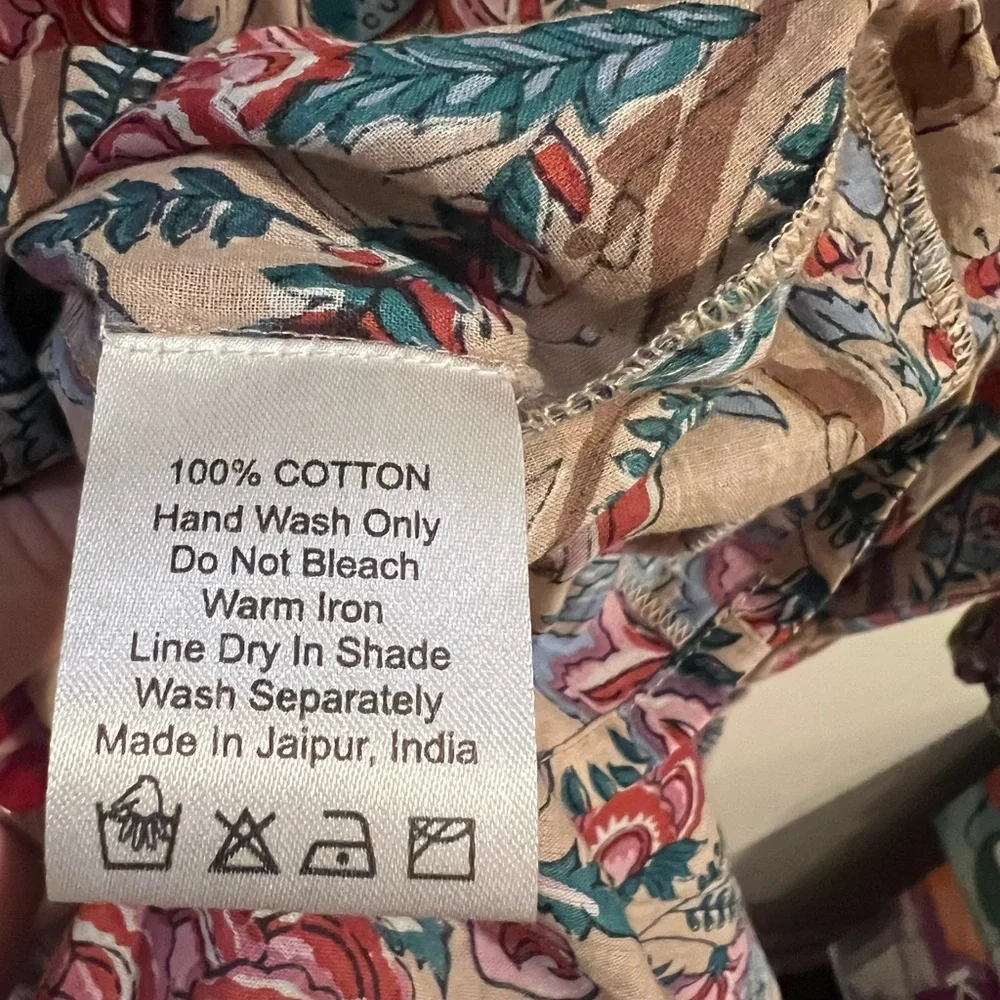 100% COTTON
Hand Wash Only
Do Not Bleach
Warm Iron
Line Dry In Shade
Wash Separately
Made In Jaipur, India